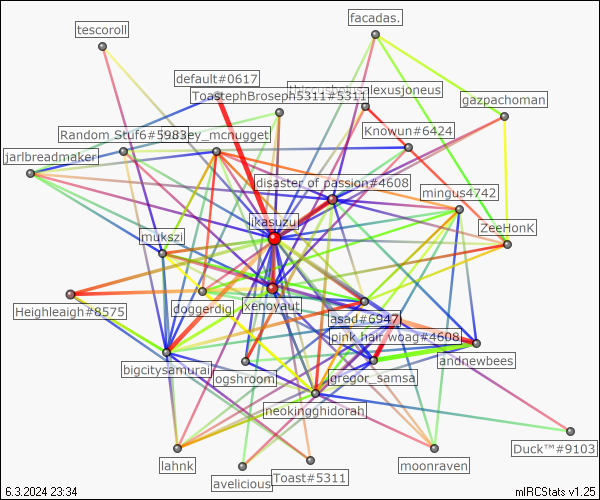 tescoroll
facadas.
default#0617
ToastephBroseph5311#5311
alexusjoneus
gazpachoman
Knowun#6424
Random Stuf6#5983
ey_mcnugget
jarlbreadmaker
disaster of passion#4608
mingus4742
ikasuzu
ZeeHonK
mukszi
Heighleaigh#8575
doggerdig
xenoyaut
asad#6947
pink hair woag#4608
andnewbees
bigcitysamurai
ogshroom
gregor_samsa
neokingghidorah
Duck™#9103
lahnk
avelicious
Toast#5311
moonraven
6.3.2024 23:34
mIRCStats v1.25